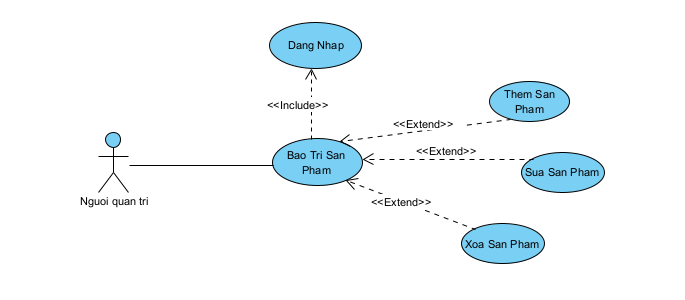 Dang Nhap
<<Include>>
Them San
Pham
<<Extend>>
Bao Tri San
Pham
<<Extend>>
Sua San Pham
Nguoi quan tri
<<Extend>>
Xoa San Pham